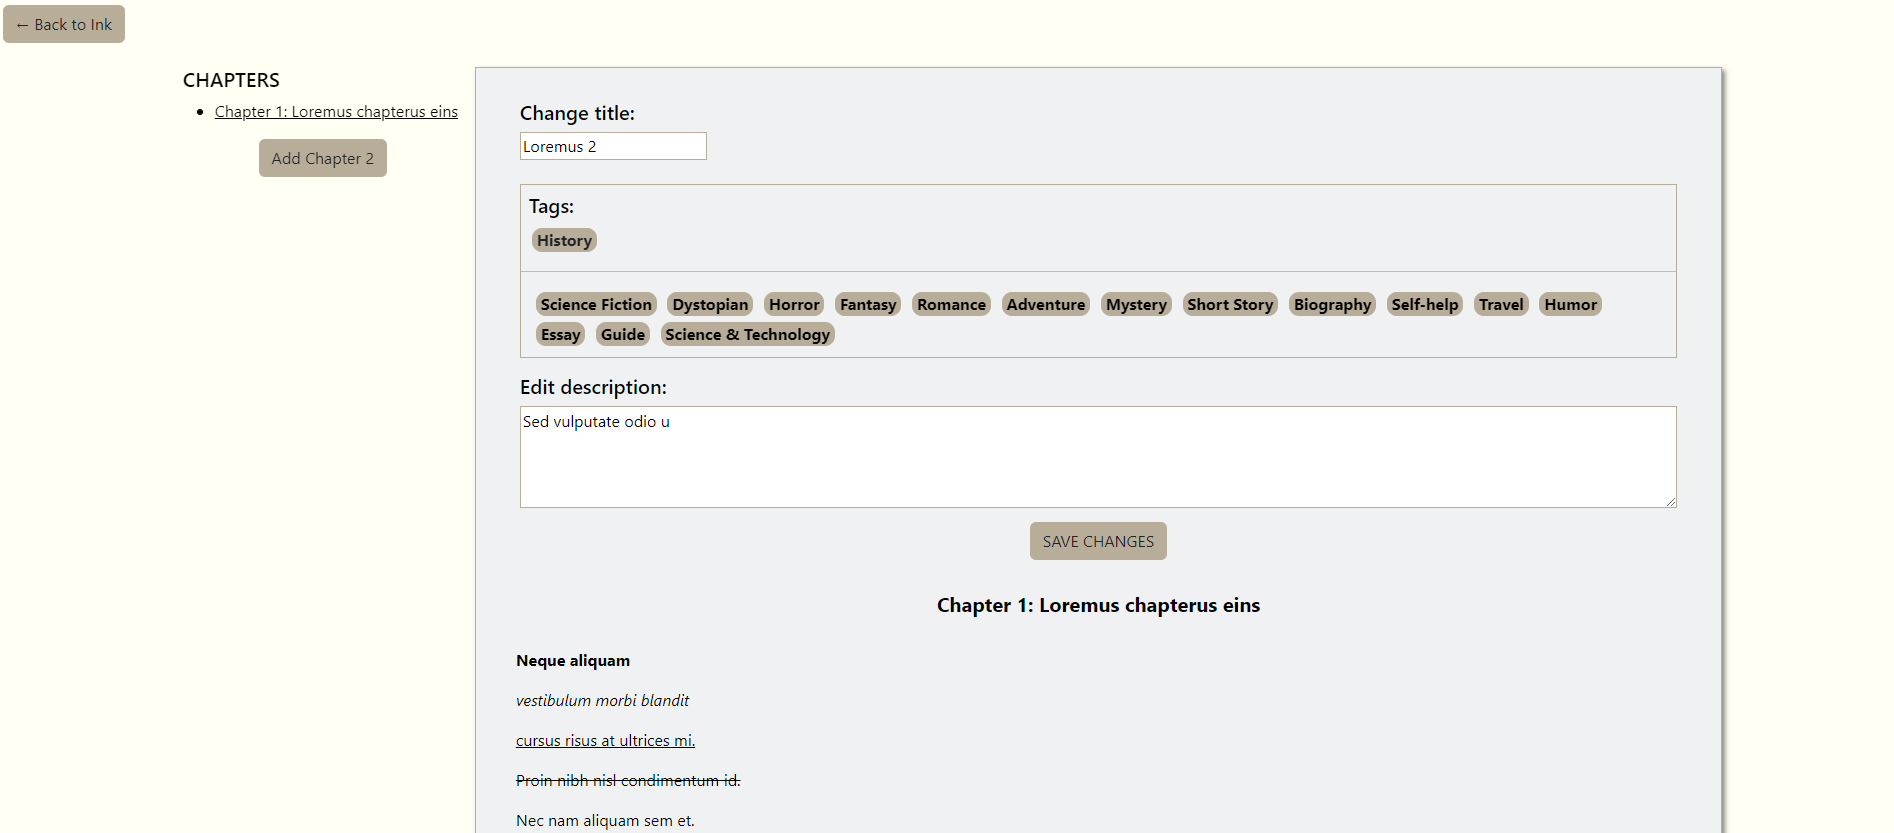 ← Back to Ink
CHAPTERS
Chapter 1: Loremus chapterus eins
Add Chapter 2
Change title:
Loremus 2
Tags:
History
Science Fiction Dystopian Horror Fantasy Romance Adventure Mystery Short Story Biography Self-help Travel Humor
Essay Guide Science & Technology
Edit description:
Sed vulputate odio u
SAVE CHANGES
Chapter 1: Loremus chapterus eins
Neque aliquam
vestibulum morbi blandit
cursus risus at ultrices mi.
Proin nibh nisl condimentum id.
Nec nam aliquam sem et.